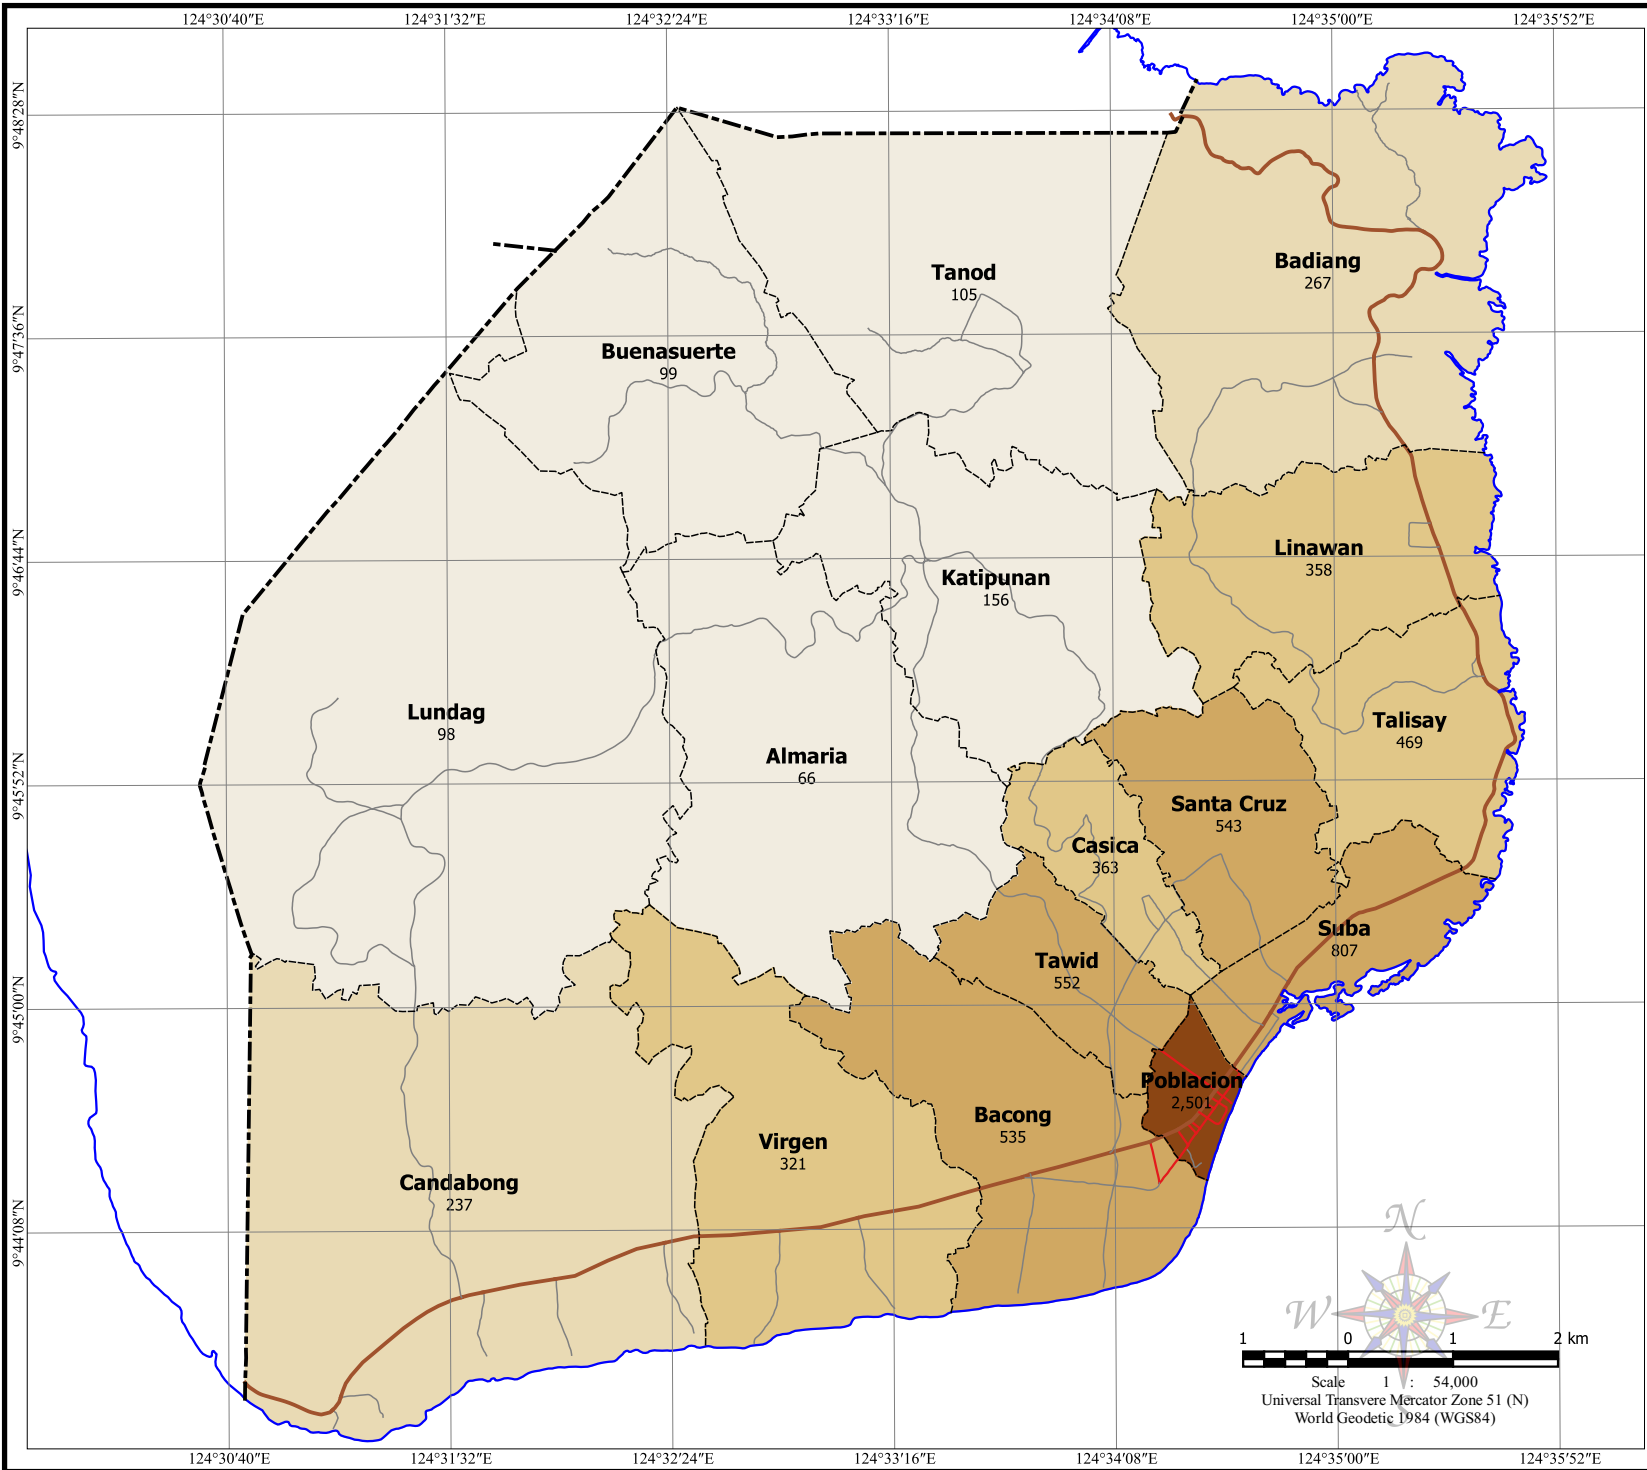 124°30′40″E 124°31′32″E 124°32′24″E 124°33′16″E 124°34′08″E 124°35′00″E 124°35′52″E
9°48′28″N
9°47′36″N
9°46′44″N
9°45′52″N
9°45′00″N
9°44′08″N
Badiang
267
Tanod
105
Buenasuerte
99
Linawan
358
Katipunan
156
Lundag
98
Talisay
469
Almaria
66
Santa Cruz
543
Casica
363
Suba
807
Tawid
552
Poblacion
2,501
Bacong
535
Virgen
321
Candabong
237
N
W
E
S
1 0 1 2 km
Scale 1 : 54,000
Universal Transvere Mercator Zone 51 (N)
World Geodetic 1984 (WGS84)
124°30′40″E 124°31′32″E 124°32′24″E 124°33′16″E 124°34′08″E 124°35′00″E 124°35′52″E